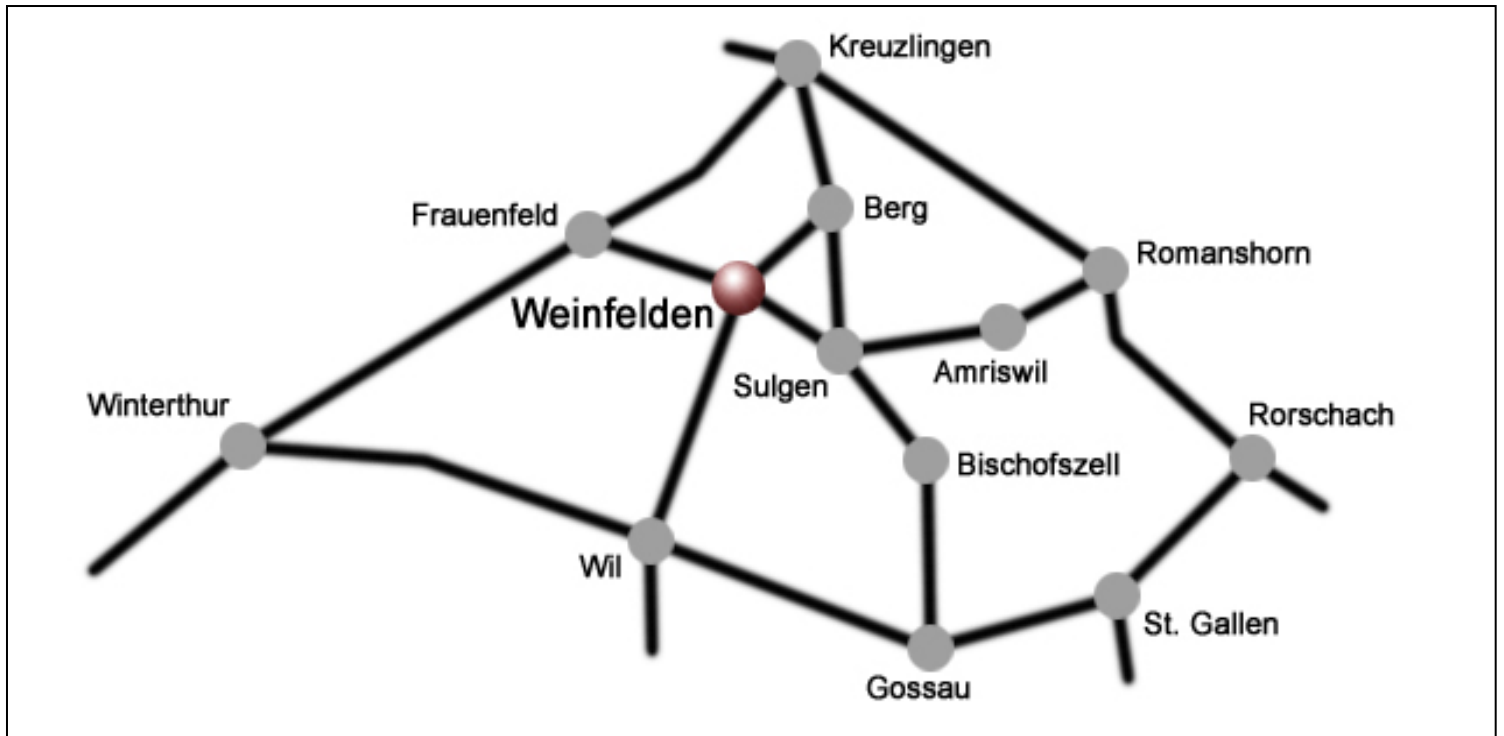 Kreuzlingen
Berg
Frauenfeld
Romanshorn
Weinfelden
Amriswil
Sulgen
Winterthur
Rorschach
Bischofszell
Wil
St. Gallen
Gossau